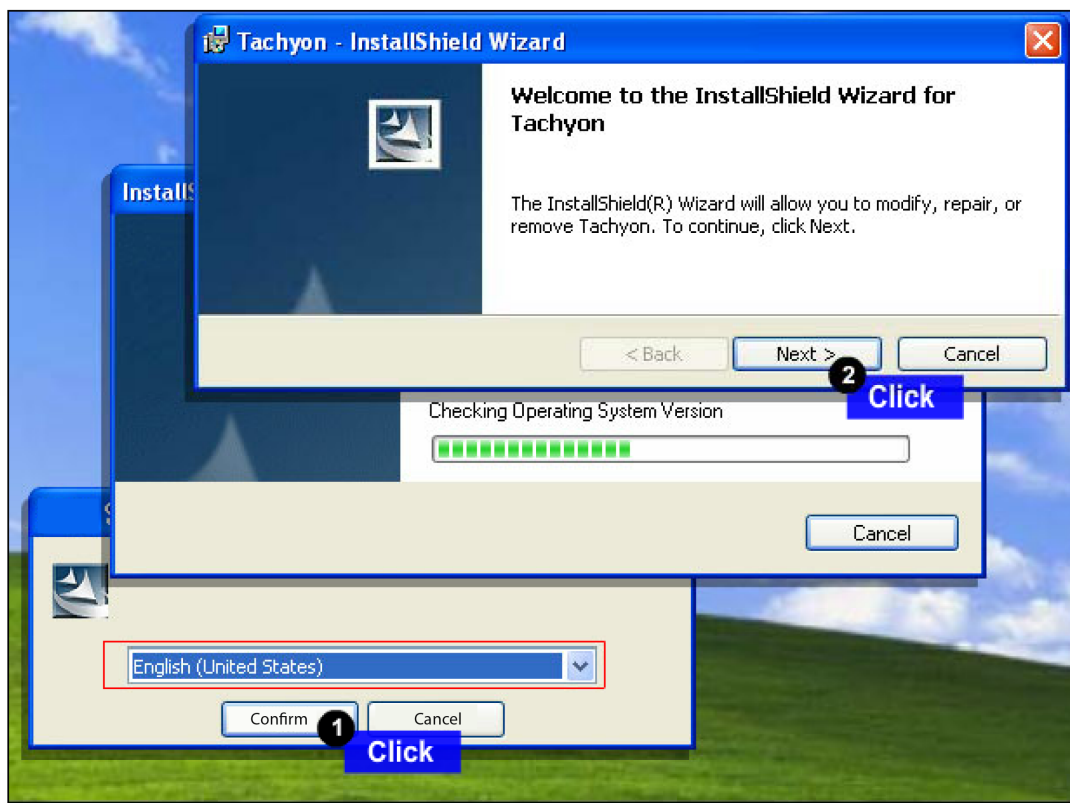 Tachyon - InstallShield Wizard
Welcome to the InstallShield Wizard for
Tachyon
The InstallShield(R) Wizard will allow you to modify, repair, or
remove Tachyon. To continue, click Next.
< Back
Next >
Cancel
2
Click
Checking Operating System Version
Cancel
English (United States)
Confirm
Cancel
1
Click